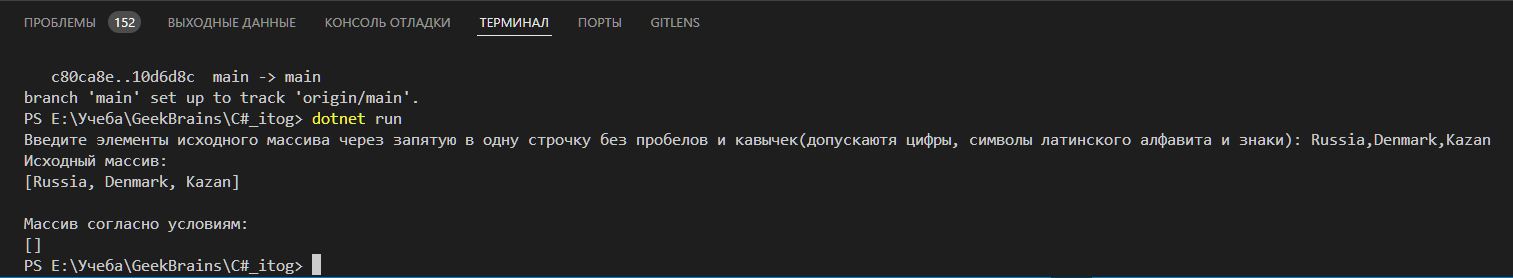 ПРОБЛЕМЫ 152 ВЫХОДНЫЕ ДАННЫЕ КОНСОЛЬ ОТЛАДКИ ТЕРМИНАЛ ПОРТЫ GITLENS
c80ca8e..10d6d8c main -> main
branch 'main' set up to track 'origin/main'.
PS E:\Учеба\GeekBrains\C#_itog> dotnet run
Введите элементы исходного массива через запятую в одну строчку без пробелов и кавычек(допускаютя цифры, символы латинского алфавита и знаки): Russia,Denmark,Kazan
Исходный массив:
[Russia, Denmark, Kazan]
Массив согласно условиям:
[]
PS E:\Учеба\GeekBrains\C#_itog>